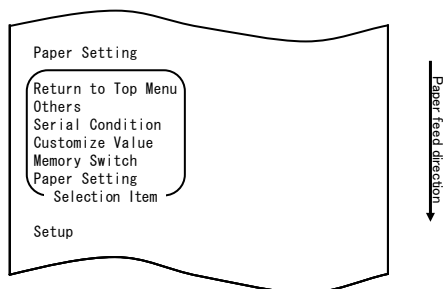 Paper Setting
Return to Top Menu
Others
Serial Condition
Customize Value
Memory Switch
Paper Setting
Selection Item
Setup
Paper feed direction